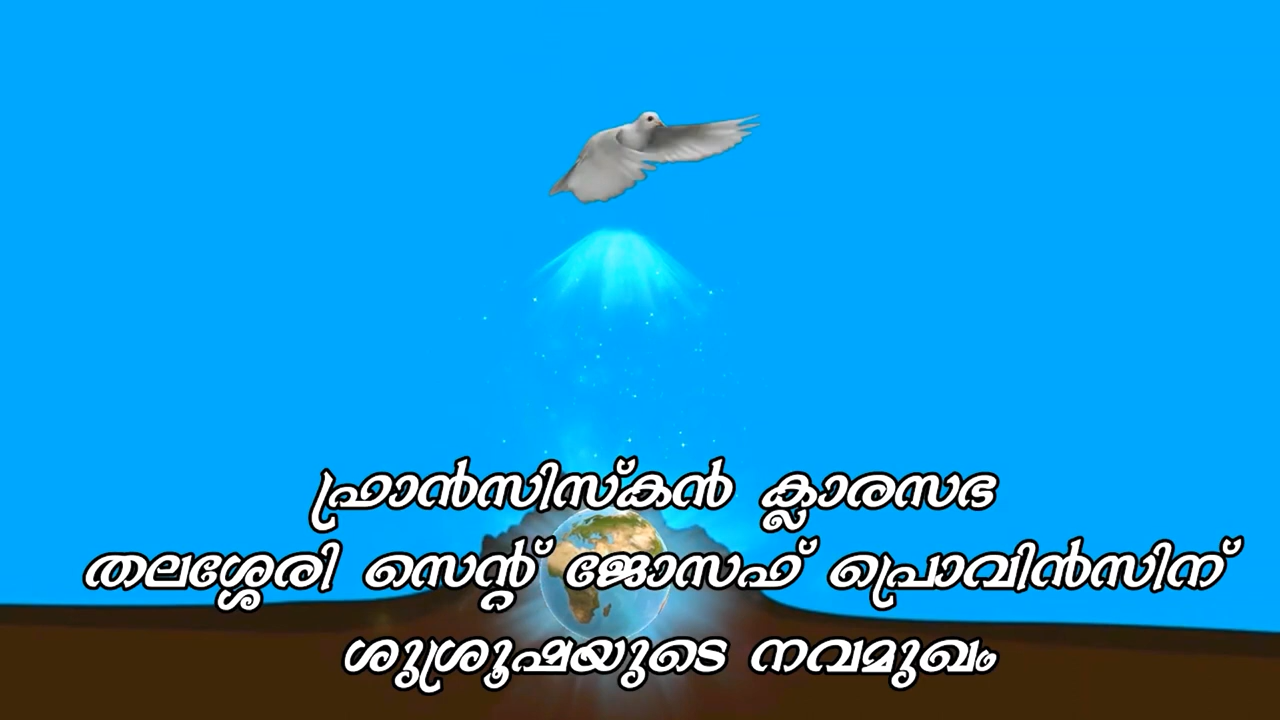 ഫ്രാൻസിസ്കൻ ക്ലാരസഭ
തലശ്ശേരി സെന്റ് ജോസഫ് പ്രൊവിൻസിന്
ശുശ്രൂഷയുടെ നവമുഖം